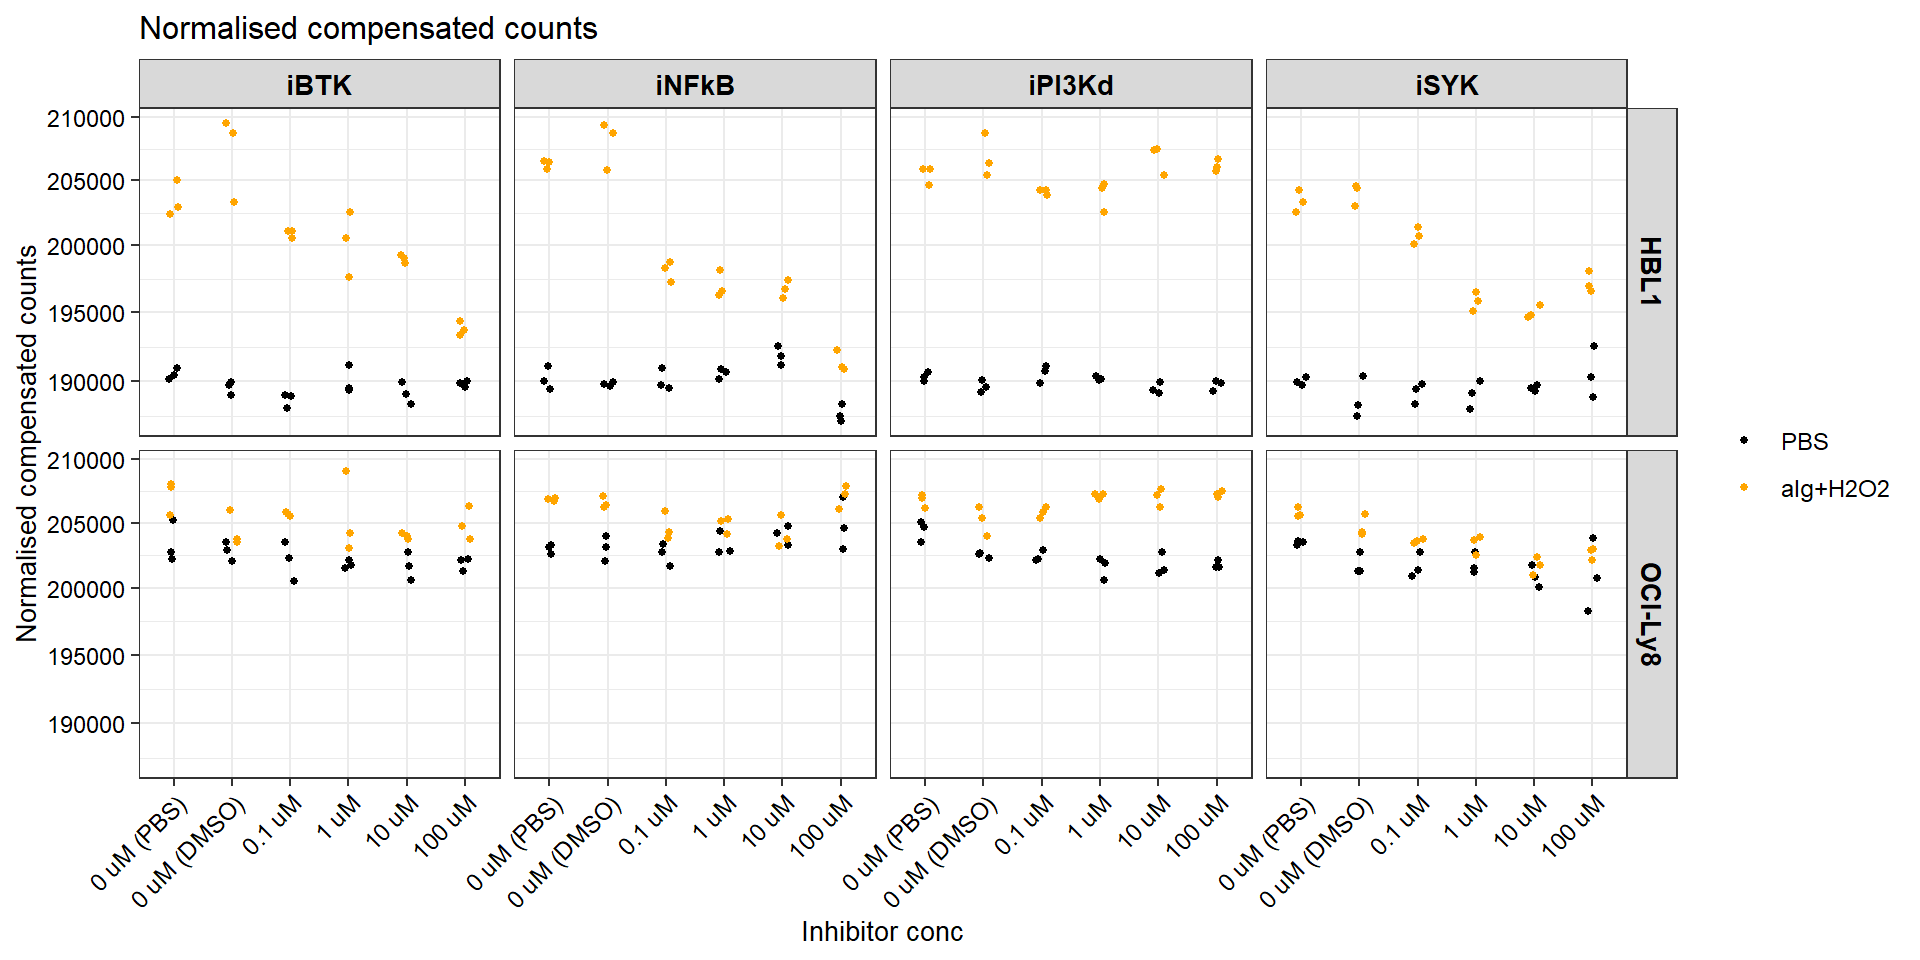 Normalised compensated counts
iBTK
iNFkB
iPI3Kd
iSYK
210000
205000
200000
195000
190000
HBL1
210000
205000
200000
195000
190000
OCI-Ly8
Normalised compensated counts
0 uM (PBS)
0 uM (DMSO)
0.1 uM
1 uM
10 uM
100 uM
0 uM (PBS)
0 uM (DMSO)
0.1 uM
1 uM
10 uM
100 uM
0 uM (PBS)
0 uM (DMSO)
0.1 uM
1 uM
10 uM
100 uM
0 uM (PBS)
0 uM (DMSO)
0.1 uM
1 uM
10 uM
100 uM
Inhibitor conc
PBS
aIg+H2O2